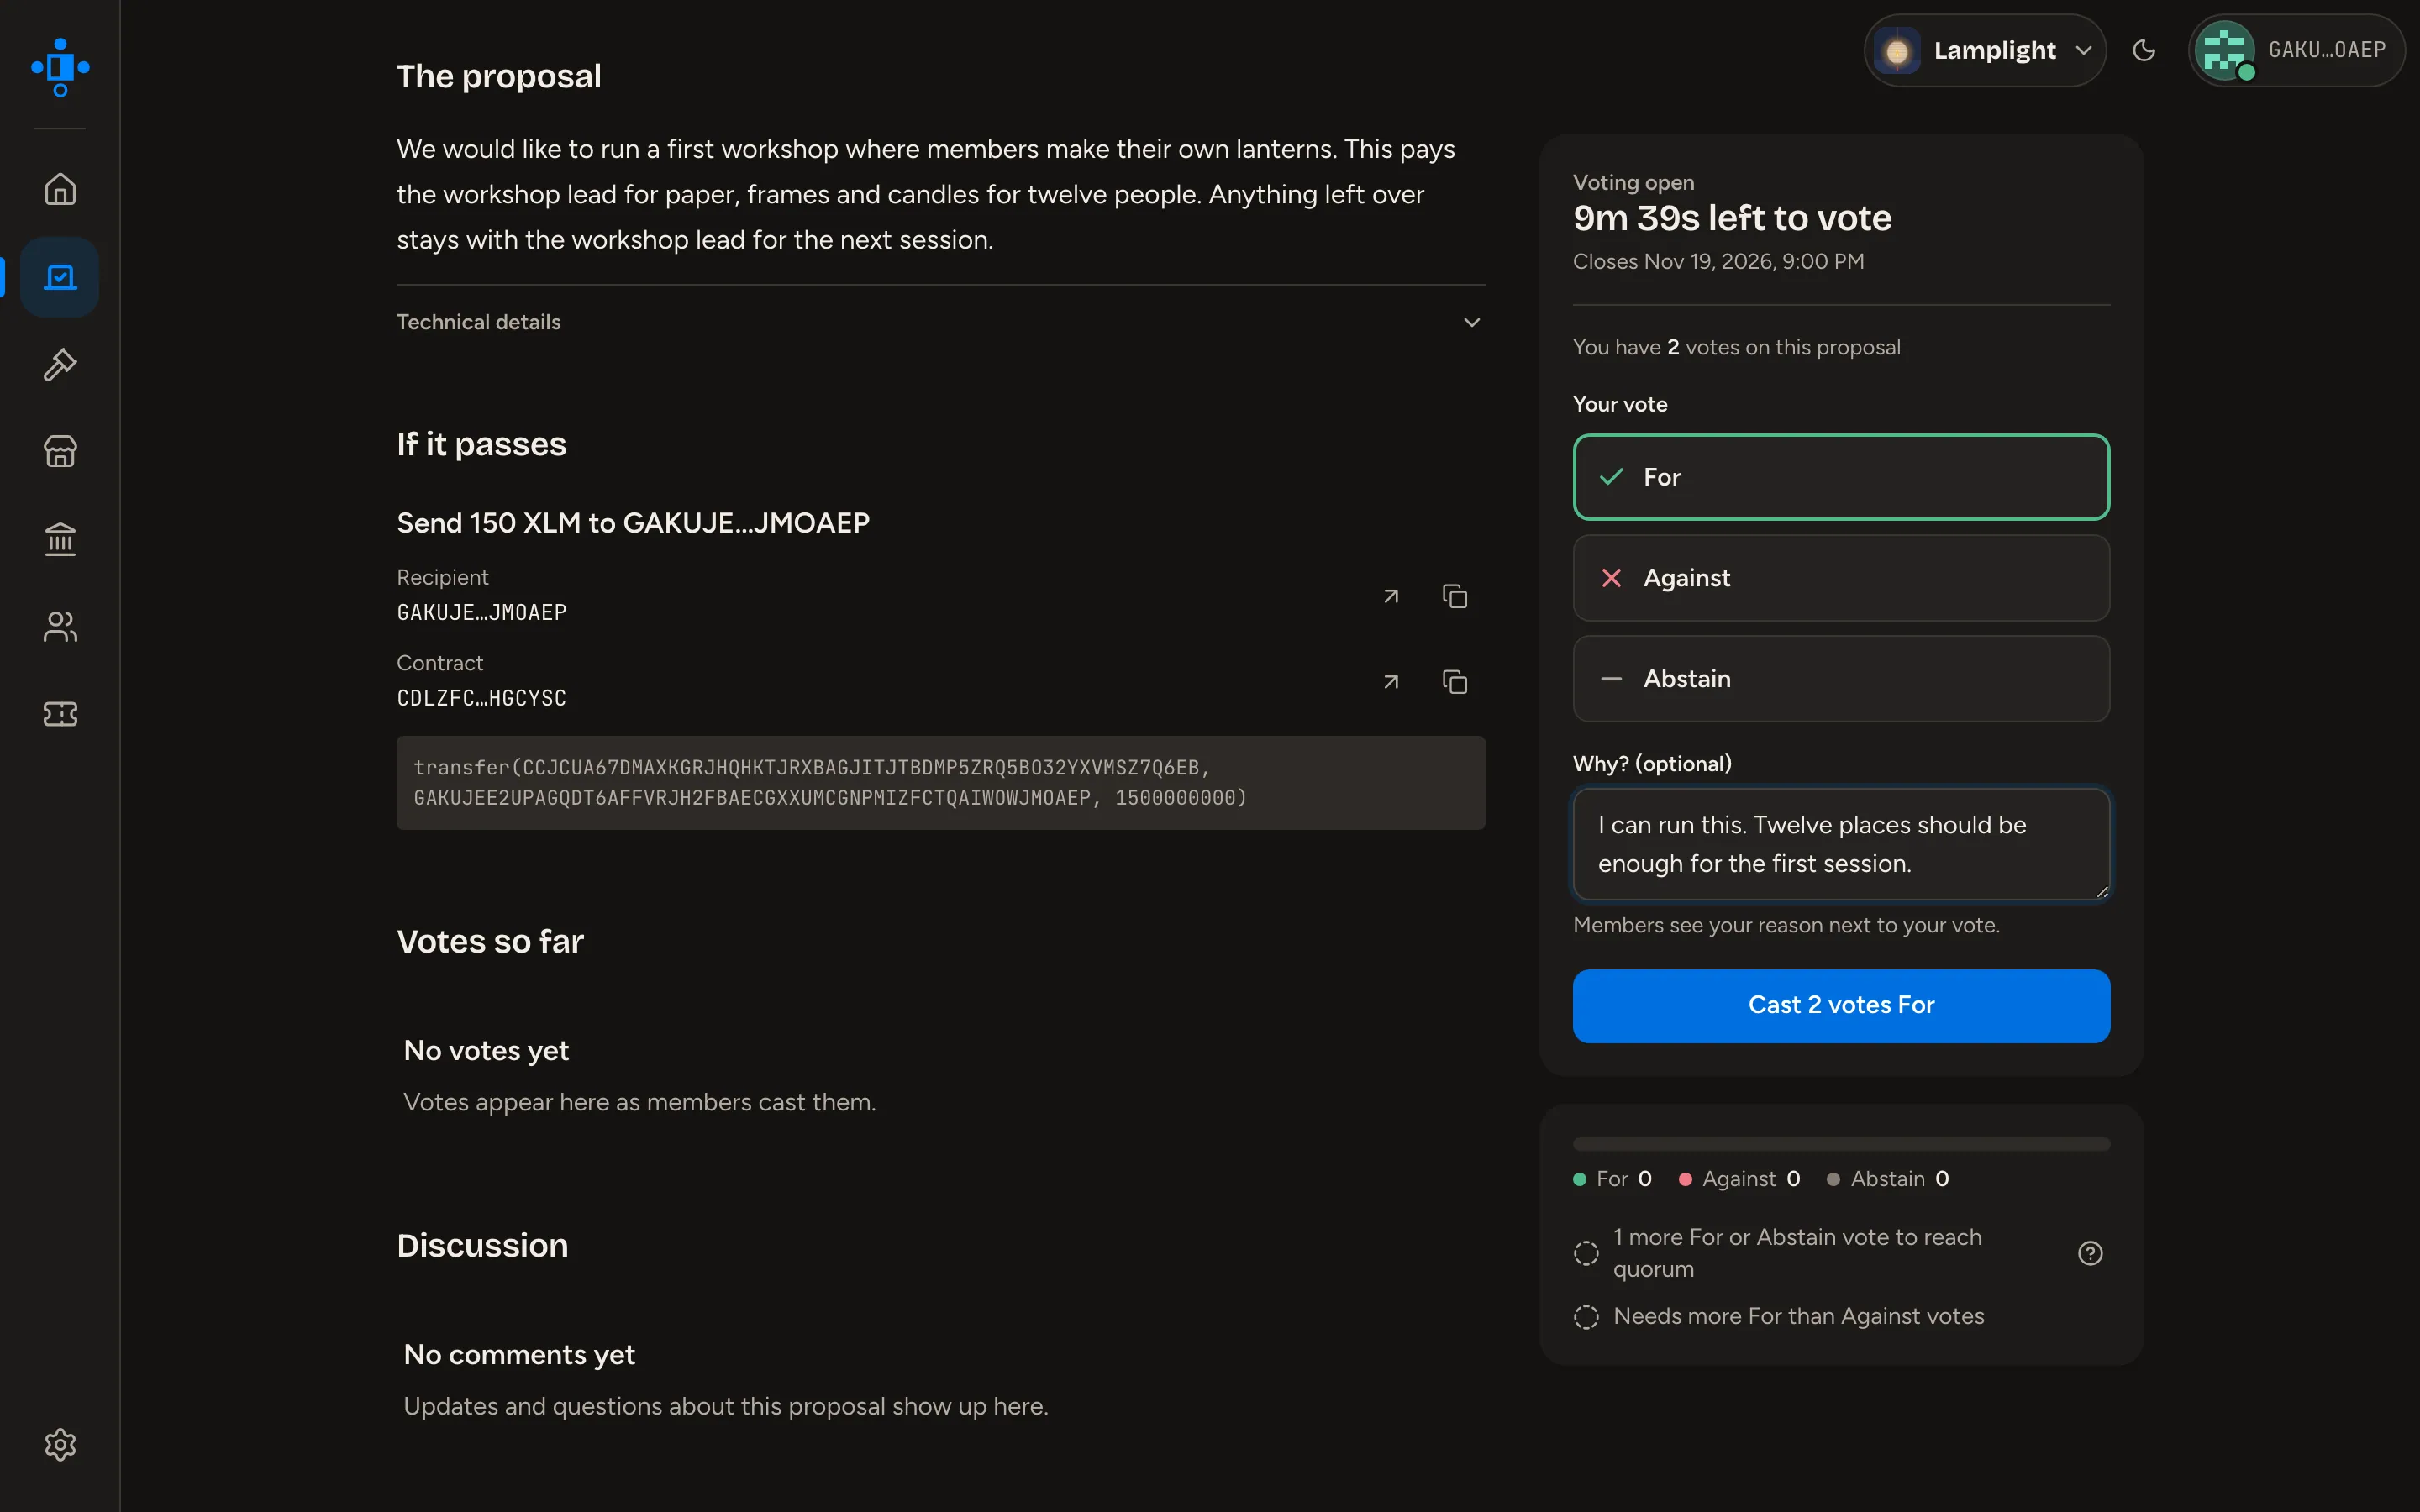 Lamplight
GAKU...OAEP
The proposal
We would like to run a first workshop where members make their own lanterns. This pays
the workshop lead for paper, frames and candles for twelve people. Anything left over
stays with the workshop lead for the next session.
Technical details
If it passes
Send 150 XLM to GAKUJE...JMOAEP
Recipient
GAKUJE...JMOAEP
Contract
CDLZFC...HGCYSC
transfer(CCJCUA67DMAXKGRJHQHKTJRXBAGJITJTBDMP5ZRQ5BO32YXVMSZ7Q6EB,
GAKUJEE2UPAGQDT6AFFVRJH2FBAECGXXUMCGNPMIZFCTQAIWOWJMOAEP, 1500000000)
Votes so far
No votes yet
Votes appear here as members cast them.
Discussion
No comments yet
Updates and questions about this proposal show up here.
Voting open
9m 39s left to vote
Closes Nov 19, 2026, 9:00 PM
You have 2 votes on this proposal
Your vote
For
Against
Abstain
Why? (optional)
I can run this. Twelve places should be
enough for the first session.
Members see your reason next to your vote.
Cast 2 votes For
For 0 Against 0 Abstain 0
1 more For or Abstain vote to reach
quorum
Needs more For than Against votes